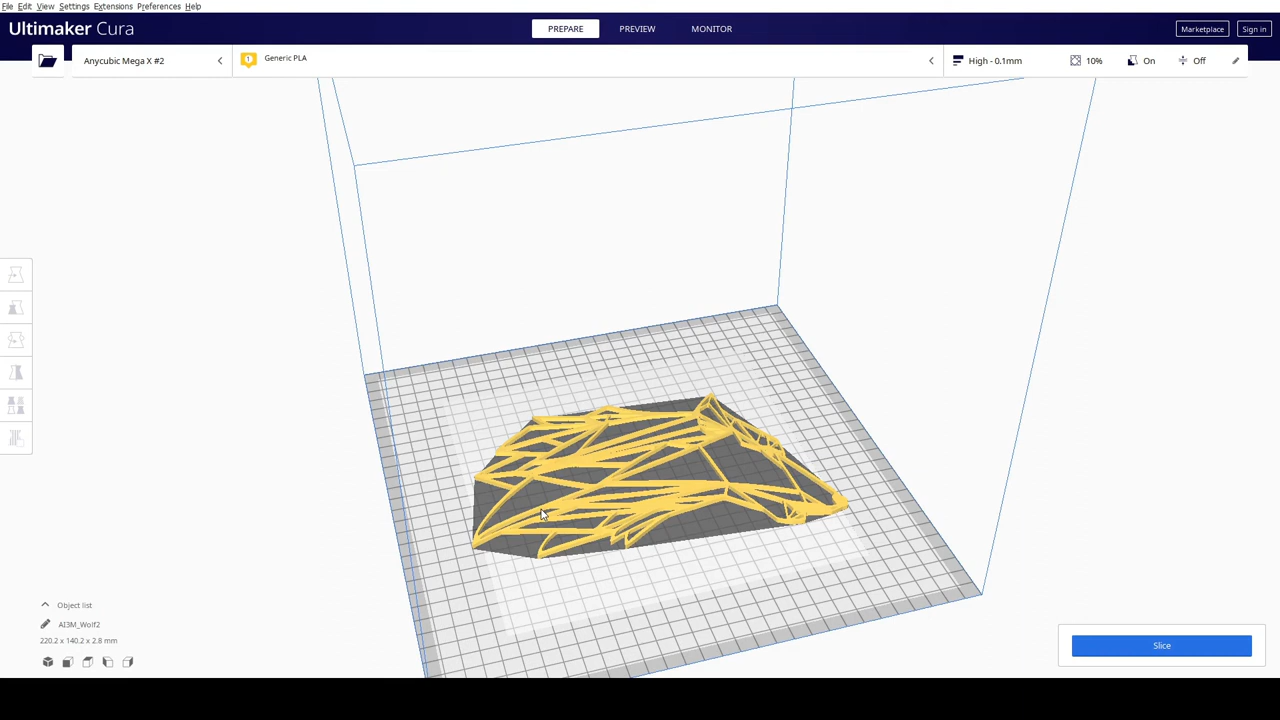 File Edit View Settings Extensions Preferences Help
Ultimaker Cura
PREPARE
PREVIEW
MONITOR
Marketplace
Sign in
Anycubic Mega X #2
1
Generic PLA
High - 0.1mm
10%
On
Off
Object list
AI3M_Wolf2
220.2 x 140.2 x 2.8 mm
Slice